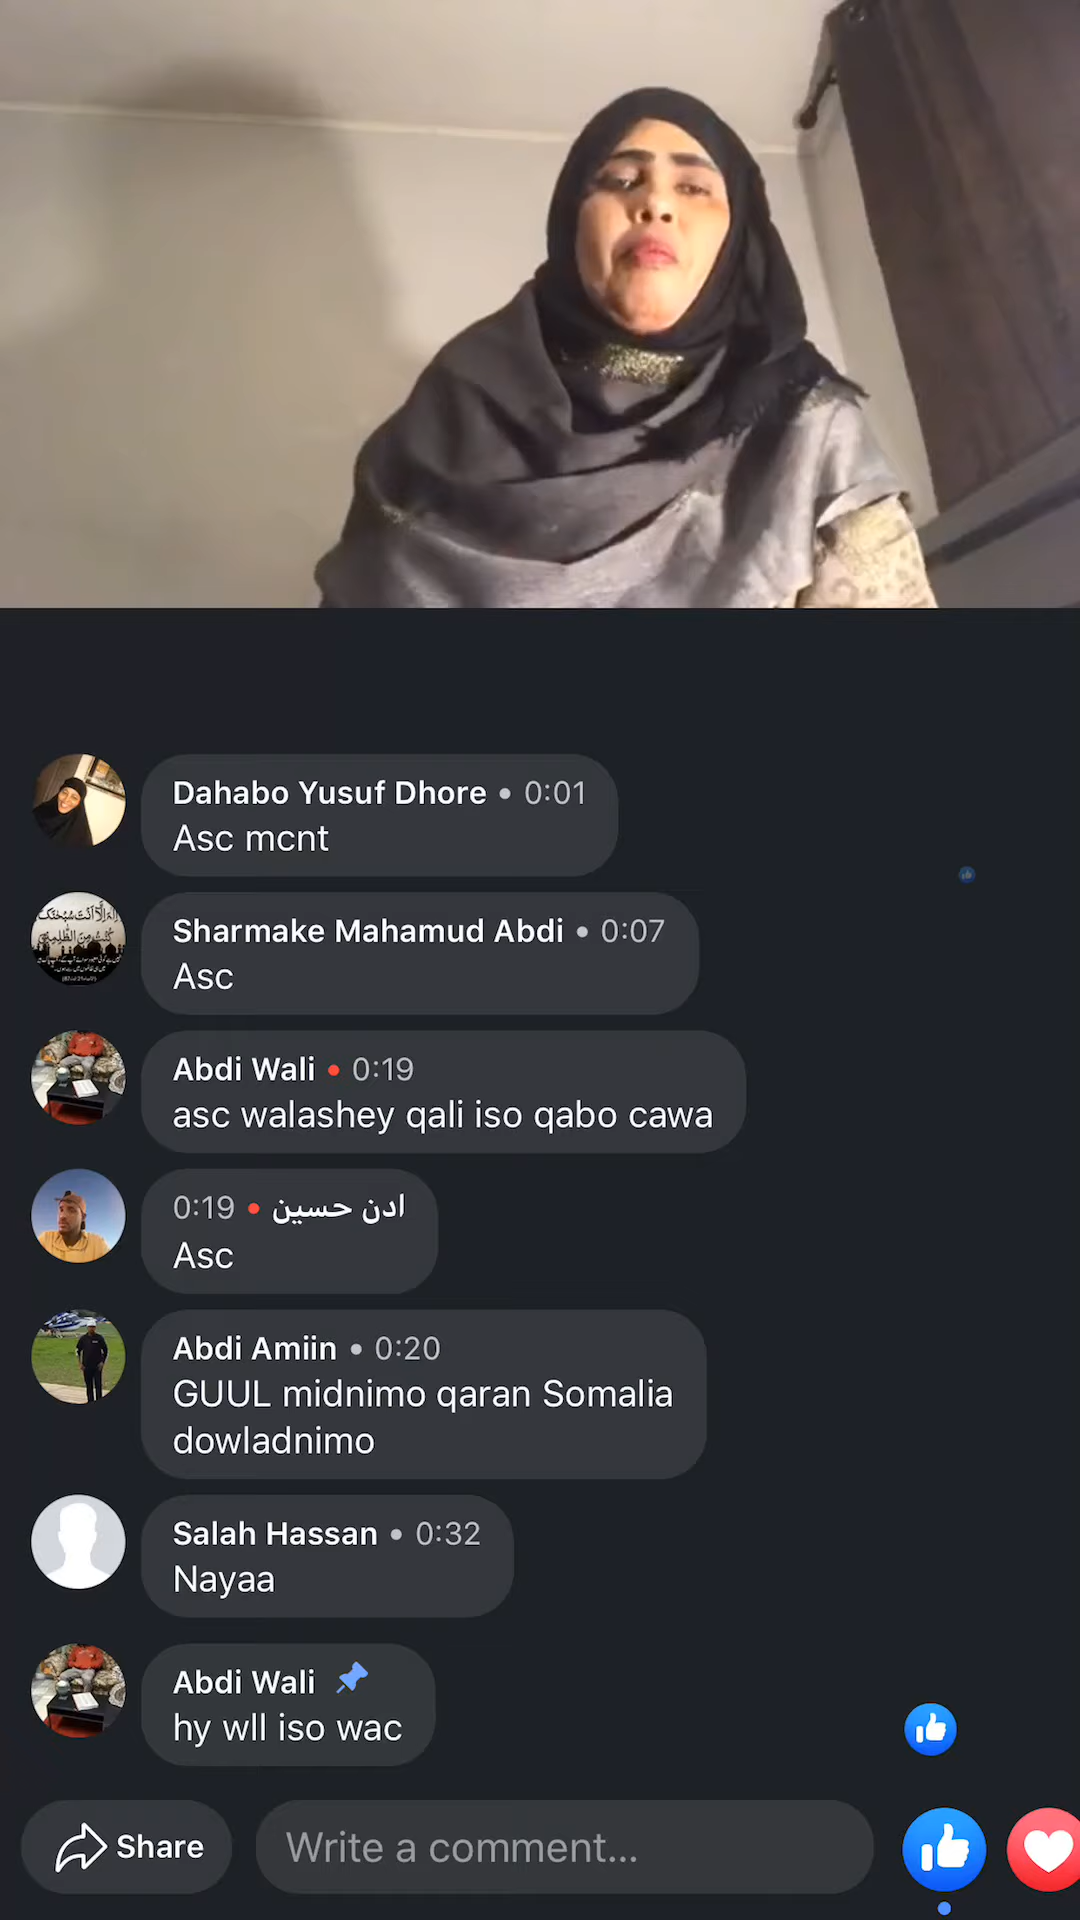 Dahabo Yusuf Dhore • 0:01
Asc mcnt
Sharmake Mahamud Abdi • 0:07
Asc
Abdi Wali • 0:19
asc walashey qali iso qabo cawa
ادن حسين • 0:19
Asc
Abdi Amiin • 0:20
GUUL midnimo qaran Somalia
dowladnimo
Salah Hassan • 0:32
Nayaa
Abdi Wali
hy wll iso wac
Share
Write a comment...